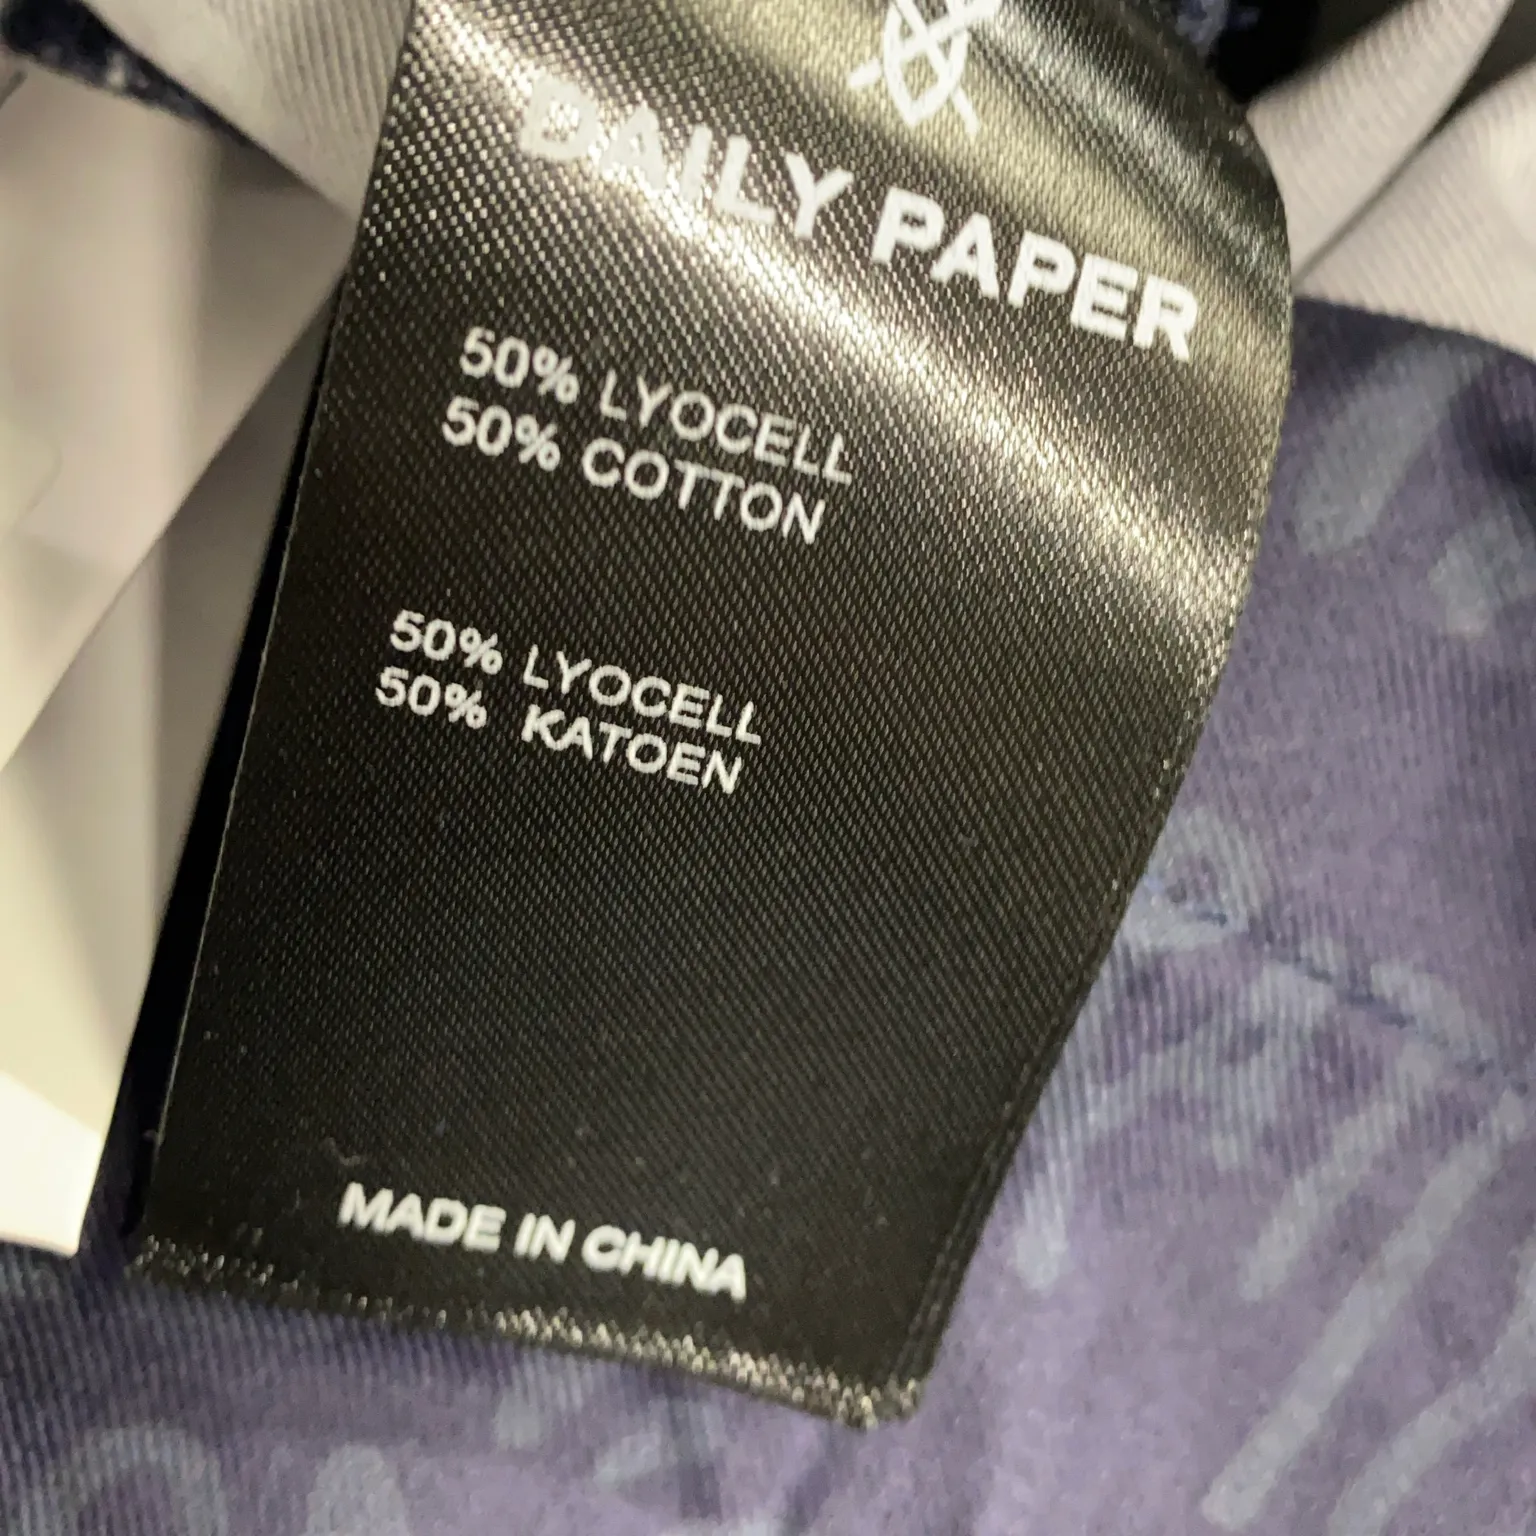 DAILY PAPER
50% LYOCELL
50% COTTON
50% LYOCELL
50% KATOEN
MADE IN CHINA